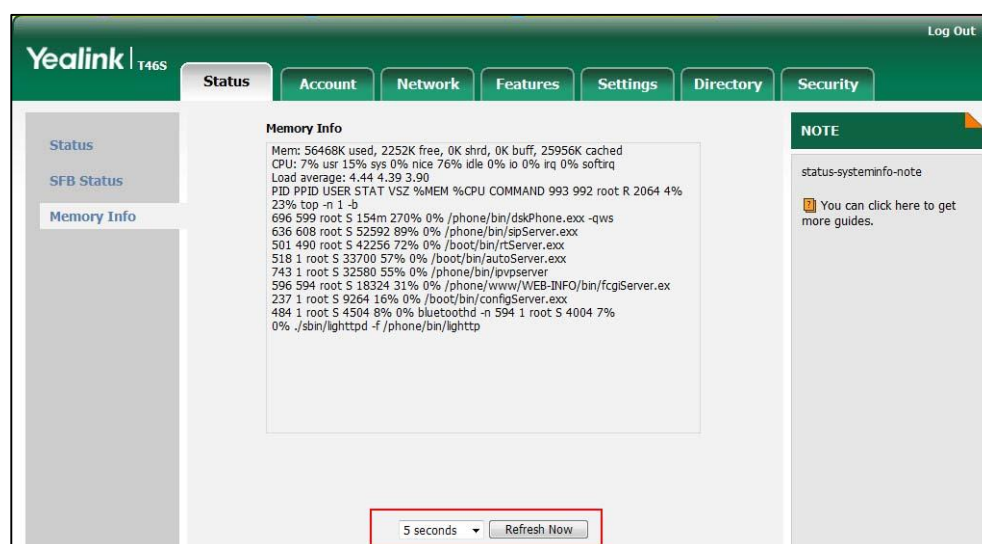 Log Out
Yealink | T46S
Status Account Network Features Settings Directory Security
Status
SFB Status
Memory Info
Memory Info
Mem: 56468K used, 2252K free, 0K shrd, 0K buff, 25956K cached
CPU: 7% usr 15% sys 0% nice 76% idle 0% io 0% irq 0% softirq
Load average: 4.44 4.39 3.90
PID PPID USER STAT VSZ %MEM %CPU COMMAND 993 992 root R 2064 4%
23% top -n 1 -b
696 599 root S 154m 270% 0% /phone/bin/dskPhone.exx -qws
636 608 root S 52592 89% 0% /phone/bin/sipServer.exx
501 490 root S 42256 72% 0% /boot/bin/rtServer.exx
518 1 root S 33700 57% 0% /boot/bin/autoServer.exx
743 1 root S 32580 55% 0% /phone/bin/ipvpserver
596 594 root S 18324 31% 0% /phone/www/WEB-INFO/bin/fcgiServer.ex
237 1 root S 9264 16% 0% /boot/bin/configServer.exx
484 1 root S 4504 8% 0% bluetoothd -n 594 1 root S 4004 7%
0% ./sbin/lighttpd -f /phone/bin/lighttp
5 seconds Refresh Now
NOTE
status-systeminfo-note
You can click here to get
more guides.